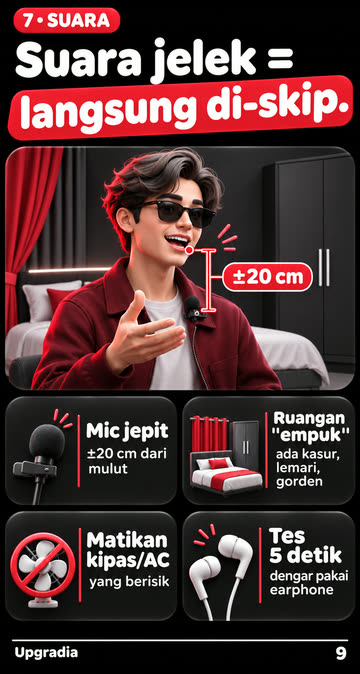 7 • SUARA
Suara jelek =
langsung di-skip.
±20 cm
Mic jepit
±20 cm dari
mulut
Ruangan
"empuk"
ada kasur,
lemari,
gorden
Matikan
kipas/AC
yang berisik
Tes
5 detik
dengar pakai
earphone
Upgradia
9